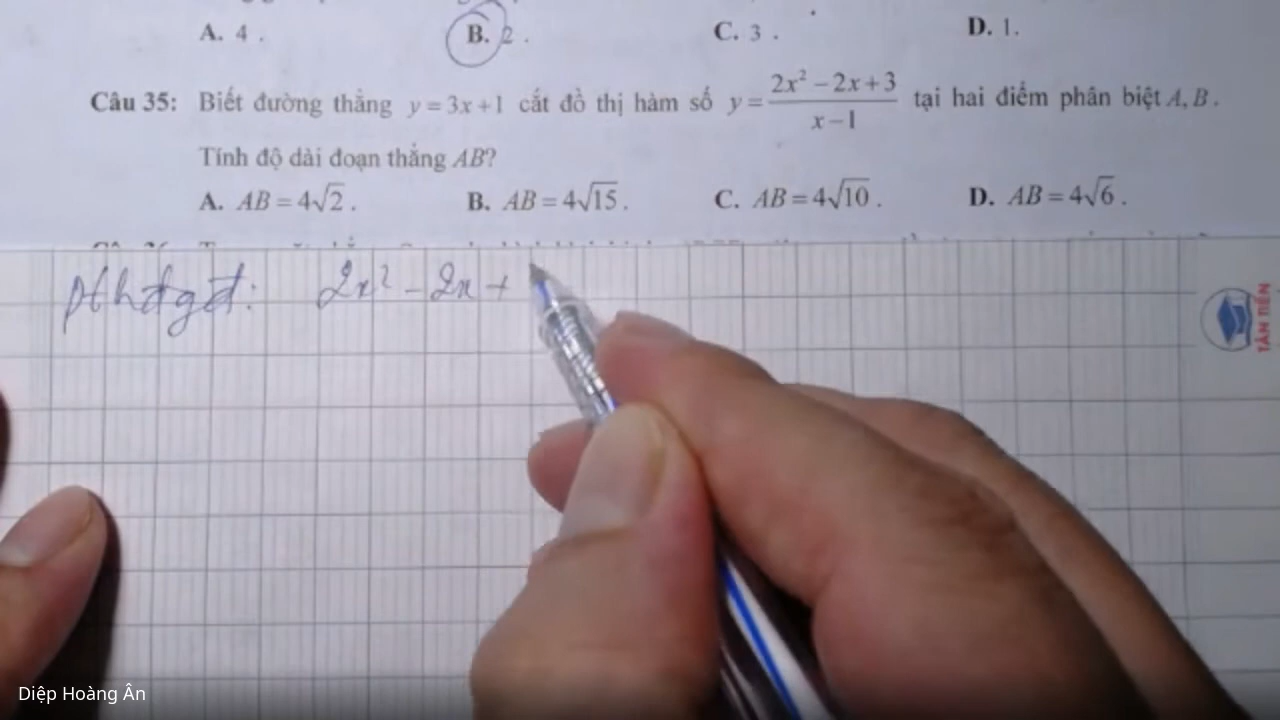 A. 4 . B. 2 . C. 3 . D. 1.
Câu 35: Biết đường thẳng y = 3x + 1 cắt đồ thị hàm số y = \frac{2x² − 2x + 3}{x − 1} tại hai điểm phân biệt A, B .
Tính độ dài đoạn thẳng AB?
A. AB = 4√2 . B. AB = 4√15 . C. AB = 4√10 . D. AB = 4√6 .
pthđgđ: 2x² − 2x +
TÂN TIẾN
Diệp Hoàng Ân